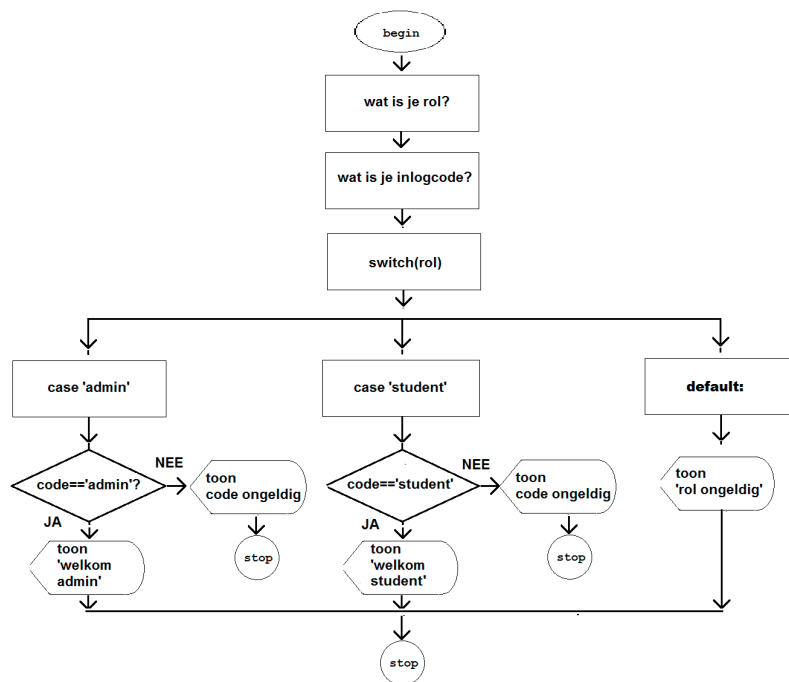 begin
wat is je rol?
wat is je inlogcode?
switch(rol)
case 'admin'
case 'student'
default:
code=='admin'?
NEE
JA
toon
code ongeldig
stop
toon
'welkom
admin'
code=='student'
NEE
JA
toon
code ongeldig
stop
toon
'welkom
student'
toon
'rol ongeldig'
stop